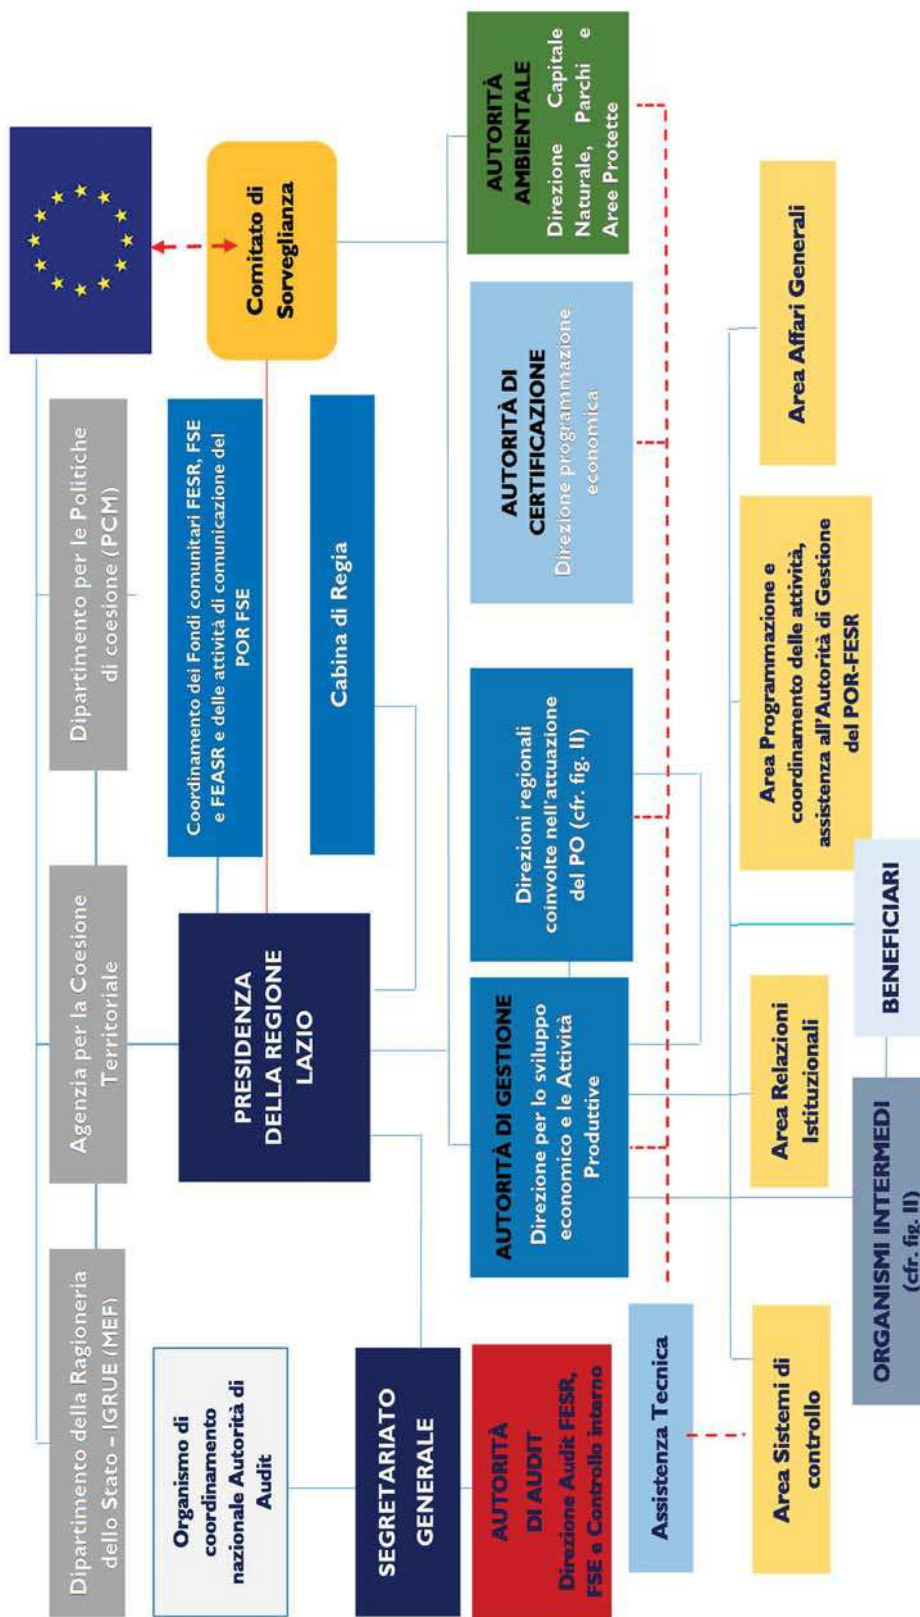 Dipartimento della Ragioneria
dello Stato – IGRUE (MEF)
Agenzia per la Coesione
Territoriale
Dipartimento per le Politiche
di coesione (PCM)
Organismo di
coordinamento
nazionale Autorità di
Audit
PRESIDENZA
DELLA REGIONE
LAZIO
Coordinamento dei Fondi comunitari FESR, FSE
e FEASR e delle attività di comunicazione del
POR FSE
Comitato di
Sorveglianza
Cabina di Regia
SEGRETARIATO
GENERALE
AUTORITÀ
DI AUDIT
Direzione Audit FESR,
FSE e Controllo interno
AUTORITÀ DI GESTIONE
Direzione per lo sviluppo
economico e le Attività
Produttive
Direzioni regionali
coinvolte nell'attuazione
del PO (cfr. fig. II)
AUTORITÀ DI
CERTIFICAZIONE
Direzione programmazione
economica
AUTORITÀ
AMBIENTALE
Direzione Capitale
Naturale, Parchi e
Aree Protette
Assistenza Tecnica
Area Sistemi di
controllo
Area Relazioni
Istituzionali
Area Programmazione e
coordinamento delle attività,
assistenza all'Autorità di Gestione
del POR-FESR
Area Affari Generali
ORGANISMI INTERMEDI
(cfr. fig. II)
BENEFICIARI